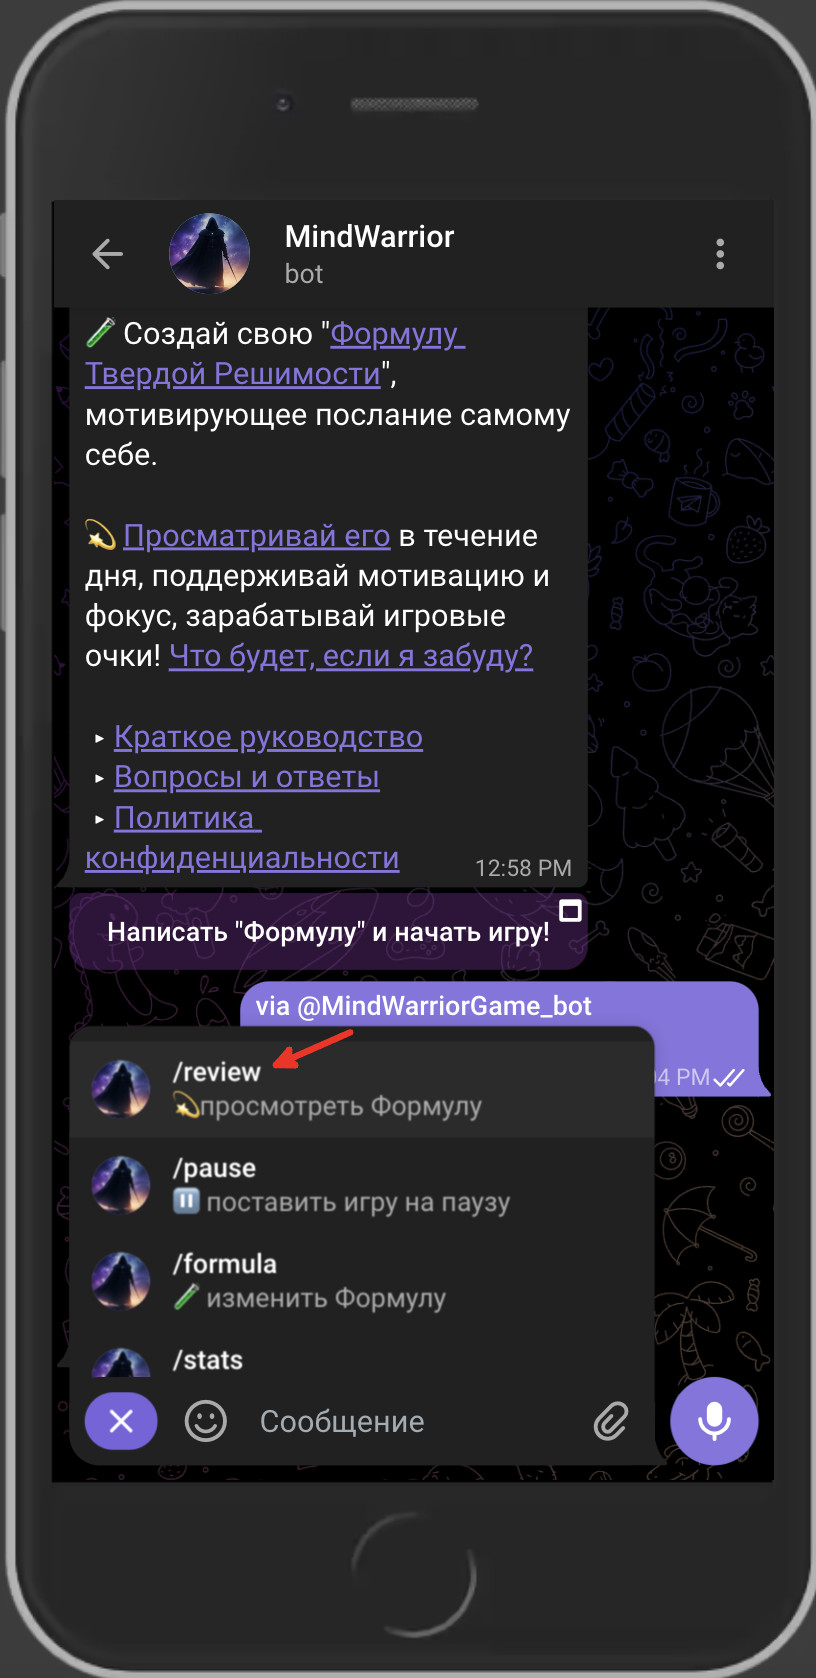 MindWarrior
bot
Создай свою "Формулу
Твердой Решимости",
мотивирующее послание самому
себе.
Просматривай его в течение
дня, поддерживай мотивацию и
фокус, зарабатывай игровые
очки! Что будет, если я забуду?
▸ Краткое руководство
▸ Вопросы и ответы
▸ Политика
конфиденциальности
12:58 PM
Написать "Формулу" и начать игру!
via @MindWarriorGame_bot
4 PM
/review
просмотреть Формулу
/pause
поставить игру на паузу
/formula
изменить Формулу
/stats
Сообщение